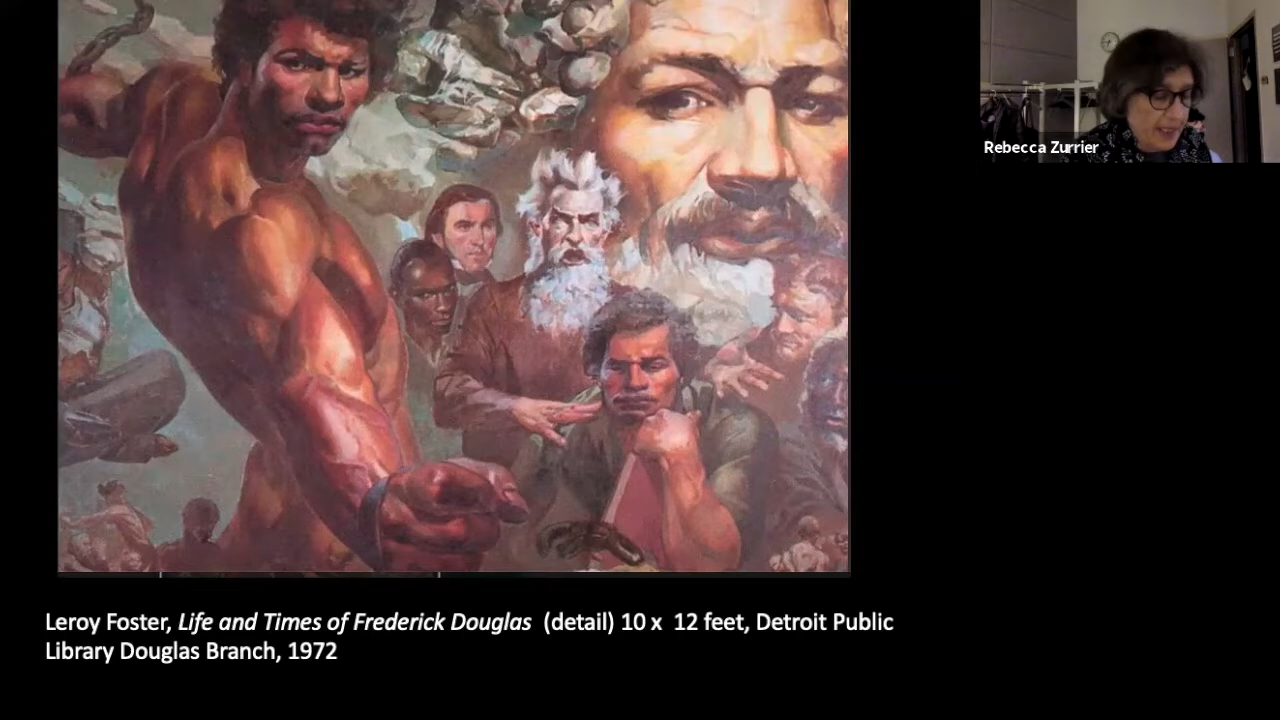 Rebecca Zurrier
Leroy Foster, Life and Times of Frederick Douglas (detail) 10 x 12 feet, Detroit Public
Library Douglas Branch, 1972